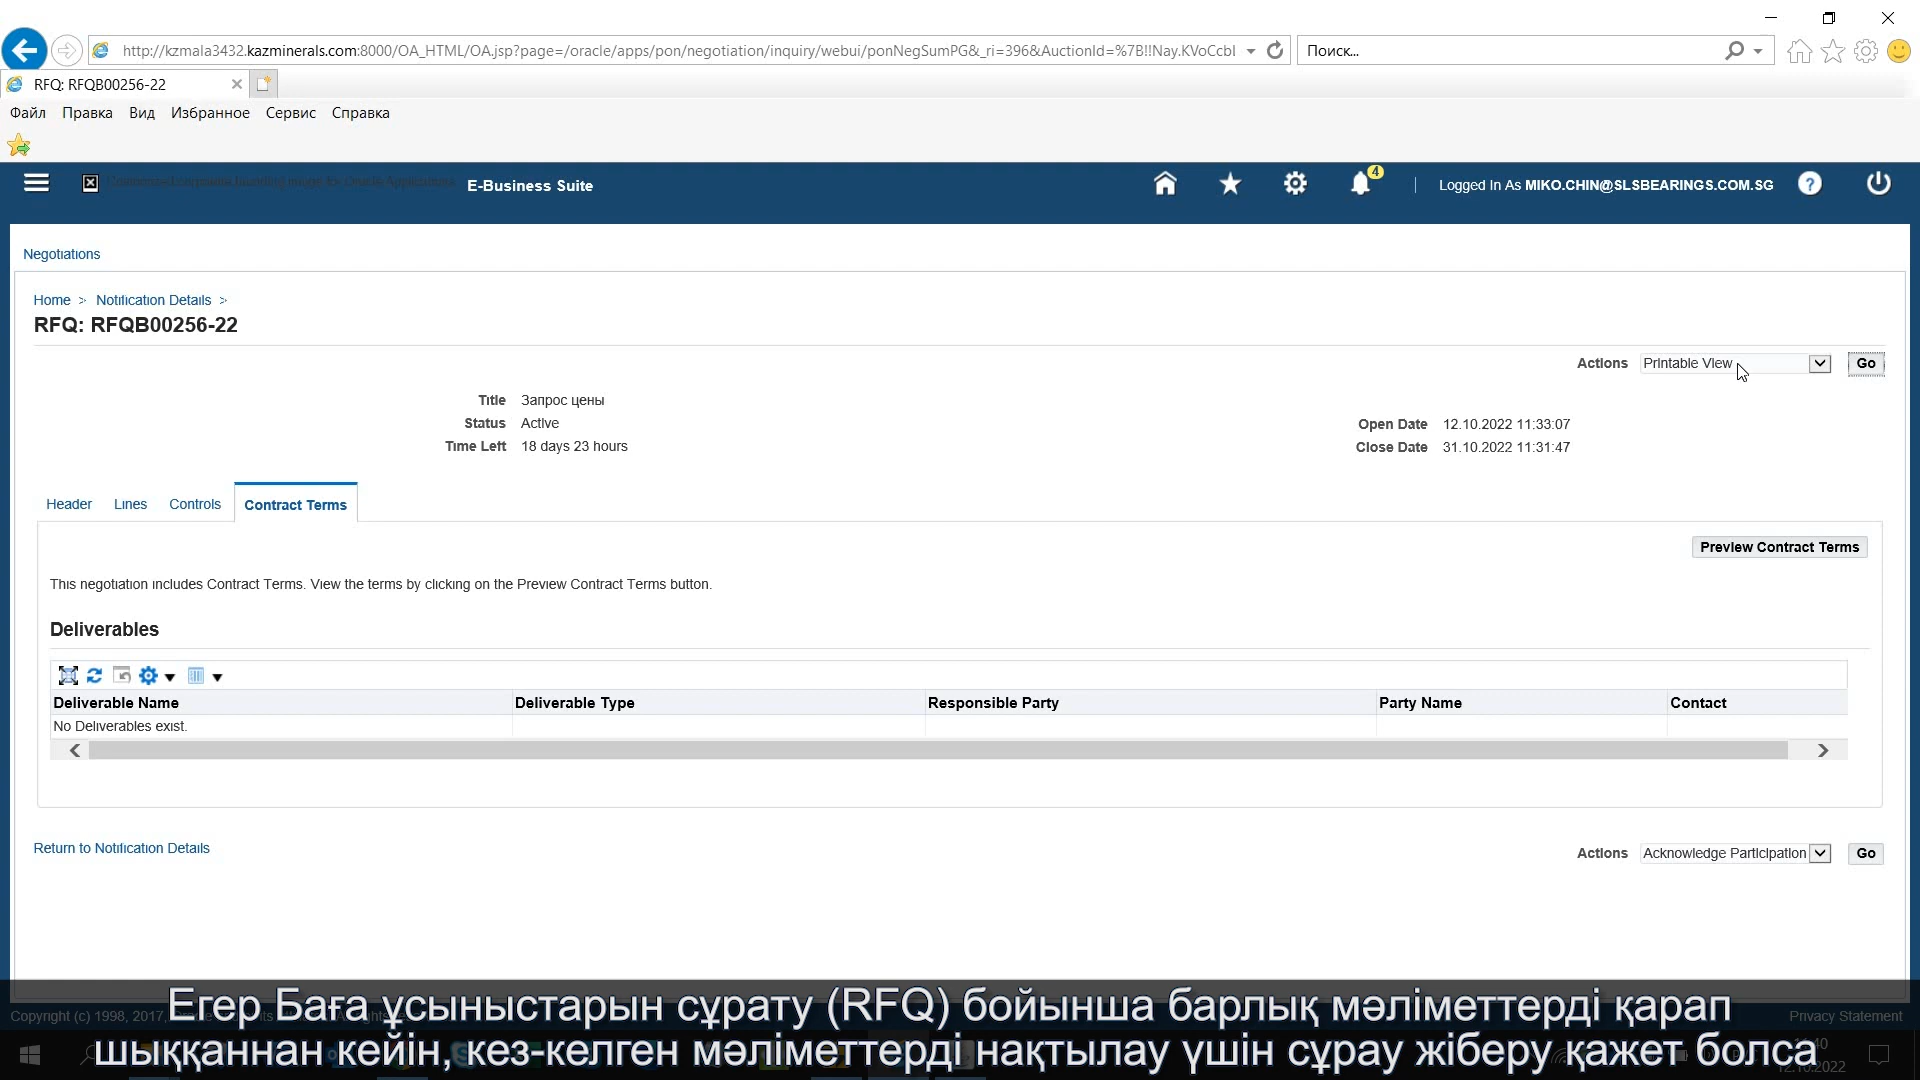 http://kzmala3432.kazminerals.com:8000/OA_HTML/OA.jsp?page=/oracle/apps/pon/negotiation/inquiry/webui/ponNegSumPG&_ri=396&AuctionId=%7B!!Nay.KVoCcbl
Поиск...
RFQ: RFQB00256-22
Файл Правка Вид Избранное Сервис Справка
E-Business Suite
4
Logged In As MIKO.CHIN@SLSBEARINGS.COM.SG
Negotiations
Home > Notification Details >
RFQ: RFQB00256-22
Actions Printable View Go
Title Запрос цены
Status Active
Time Left 18 days 23 hours
Open Date 12.10.2022 11:33:07
Close Date 31.10.2022 11:31:47
Header Lines Controls Contract Terms
Preview Contract Terms
This negotiation includes Contract Terms. View the terms by clicking on the Preview Contract Terms button.
Deliverables
Deliverable Name Deliverable Type Responsible Party Party Name Contact
No Deliverables exist.
Return to Notification Details
Actions Acknowledge Participation Go
Copyright (c) 1998, 2017,
Privacy Statement
Егер Баға ұсыныстарын сұрату (RFQ) бойынша барлық мәліметтерді қарап
шыққаннан кейін, кез-келген мәліметтерді нақтылау үшін сұрау жіберу қажет болса